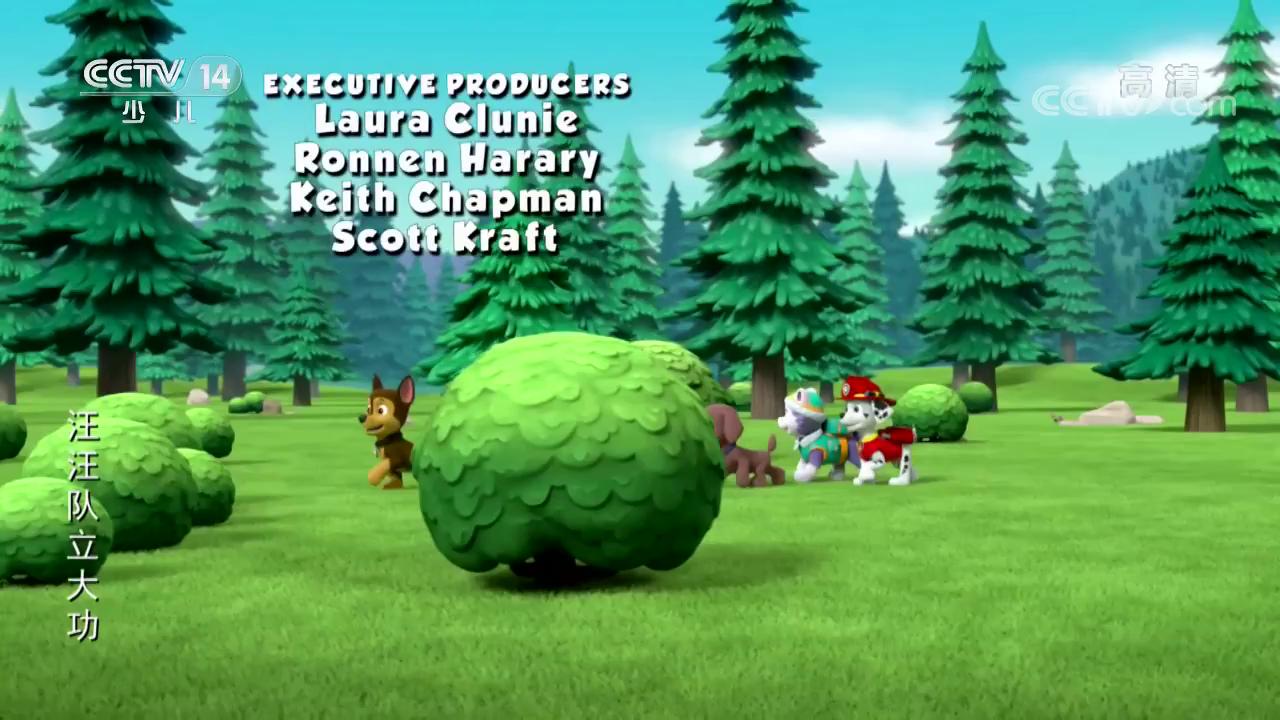 CCTV 14
少儿
EXECUTIVE PRODUCERS
Laura Clunie
Ronnen Harary
Keith Chapman
Scott Kraft
高清
汪汪队立大功